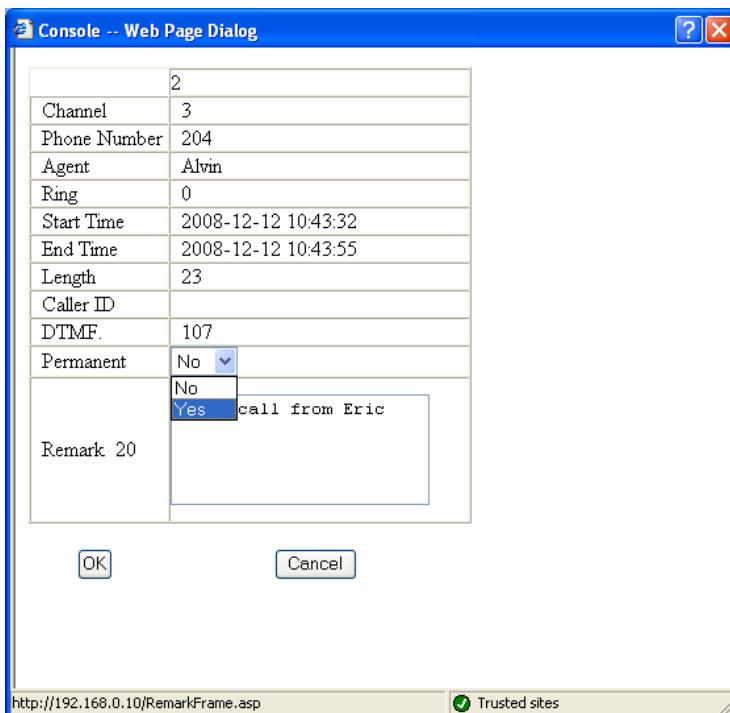 Console -- Web Page Dialog
2
Channel 3
Phone Number 204
Agent Alvin
Ring 0
Start Time 2008-12-12 10:43:32
End Time 2008-12-12 10:43:55
Length 23
Caller ID
DTMF. 107
Permanent No
No
Yes call from Eric
Remark 20
OK Cancel
http://192.168.0.10/RemarkFrame.asp Trusted sites